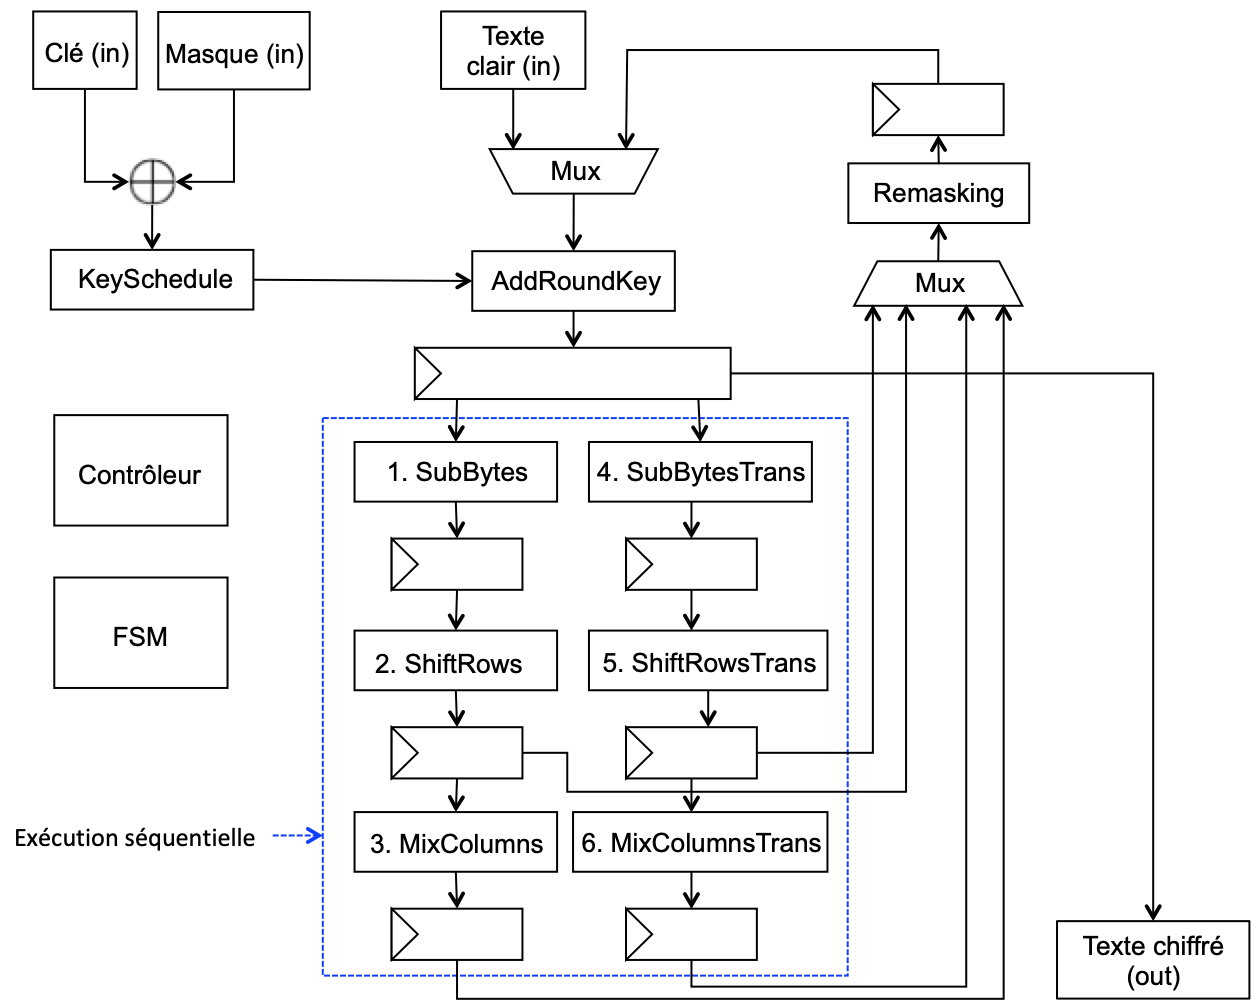 Clé (in)
Masque (in)
Texte
clair (in)
Mux
Remasking
KeySchedule
AddRoundKey
Mux
Contrôleur
1. SubBytes
4. SubBytesTrans
FSM
2. ShiftRows
5. ShiftRowsTrans
Exécution séquentielle
3. MixColumns
6. MixColumnsTrans
Texte chiffré
(out)